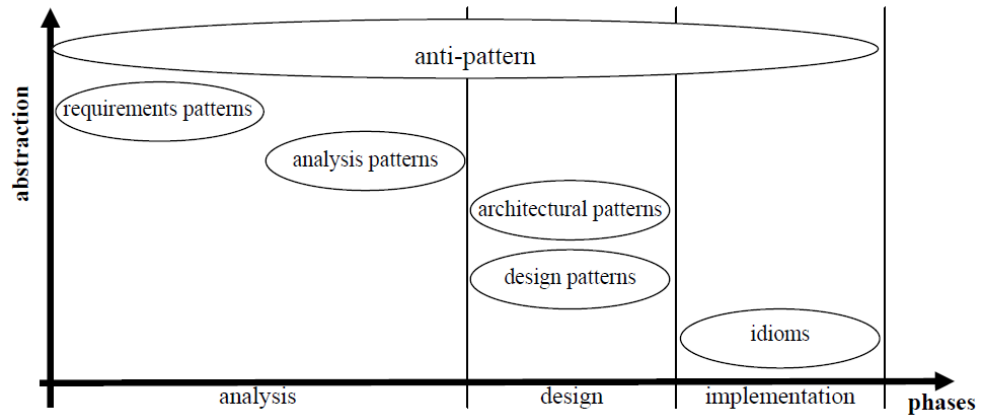 anti-pattern
requirements patterns
analysis patterns
architectural patterns
design patterns
idioms
abstraction
analysis
design
implementation
phases